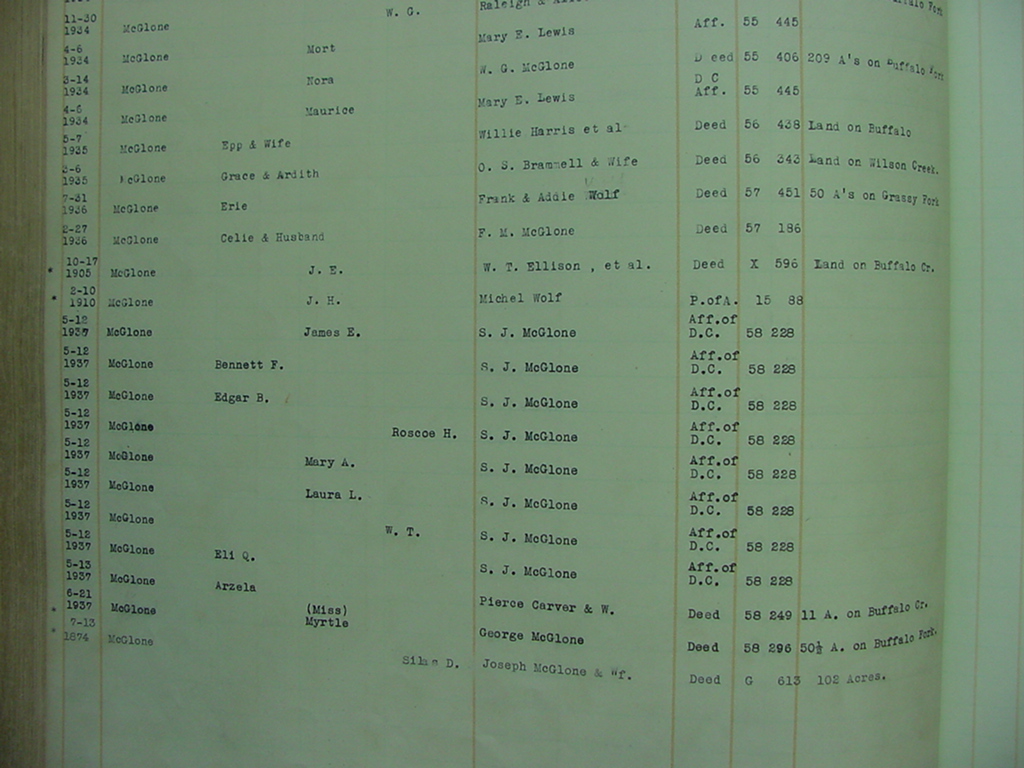 11-30
1934 McGlone W. G. Raleigh &
4-6
1934 McGlone Mort Mary E. Lewis Aff. 55 445
3-14
1934 McGlone Nora W. G. McGlone Deed 55 406 209 A's on Buffalo Fork
4-6
1934 McGlone Maurice Mary E. Lewis D C
Aff. 55 445
5-7
1935 McGlone Epp & Wife Willie Harris et al Deed 56 438 Land on Buffalo
3-6
1935 McGlone Grace & Ardith O. S. Brammell & Wife Deed 56 343 Land on Wilson Creek.
7-31
1936 McGlone Erie Frank & Addie Wolf Deed 57 451 50 A's on Grassy Fork
2-27
1936 McGlone Celie & Husband F. M. McGlone Deed 57 186
10-17
1905 McGlone J. E. W. T. Ellison , et al. Deed X 596 Land on Buffalo Cr.
2-10
1910 McGlone J. H. Michel Wolf P.ofA. 15 88
5-12
1937 McGlone James E. S. J. McGlone Aff.of
D.C. 58 228
5-12
1937 McGlone Bennett F. S. J. McGlone Aff.of
D.C. 58 228
5-12
1937 McGlone Edgar B. S. J. McGlone Aff.of
D.C. 58 228
5-12
1937 McGlone Roscoe H. S. J. McGlone Aff.of
D.C. 58 228
5-12
1937 McGlone Mary A. S. J. McGlone Aff.of
D.C. 58 228
5-12
1937 McGlone Laura L. S. J. McGlone Aff.of
D.C. 58 228
5-12
1937 McGlone W. T. S. J. McGlone Aff.of
D.C. 58 228
5-12
1937 McGlone Eli Q. S. J. McGlone Aff.of
D.C. 58 228
5-13
1937 McGlone Arzela Pierce Carver & W. Deed 58 249 11 A. on Buffalo Cr.
6-21
1937 McGlone (Miss)
Myrtle George McGlone Deed 58 296 50½ A. on Buffalo Fork.
7-13
1874 McGlone Silas D. Joseph McGlone & Wf. Deed G 613 102 Acres.